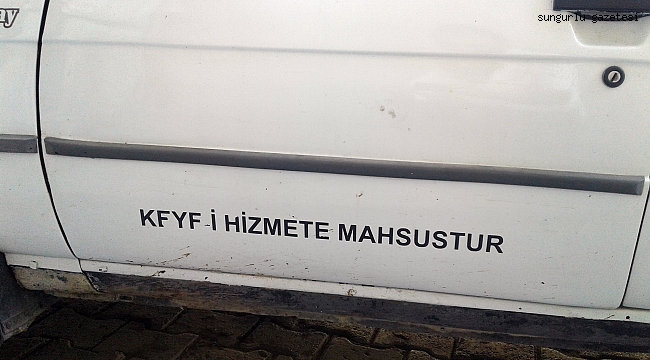 sungurlu gazetesi
KFYF-İ HİZMETE MAHSUSTUR